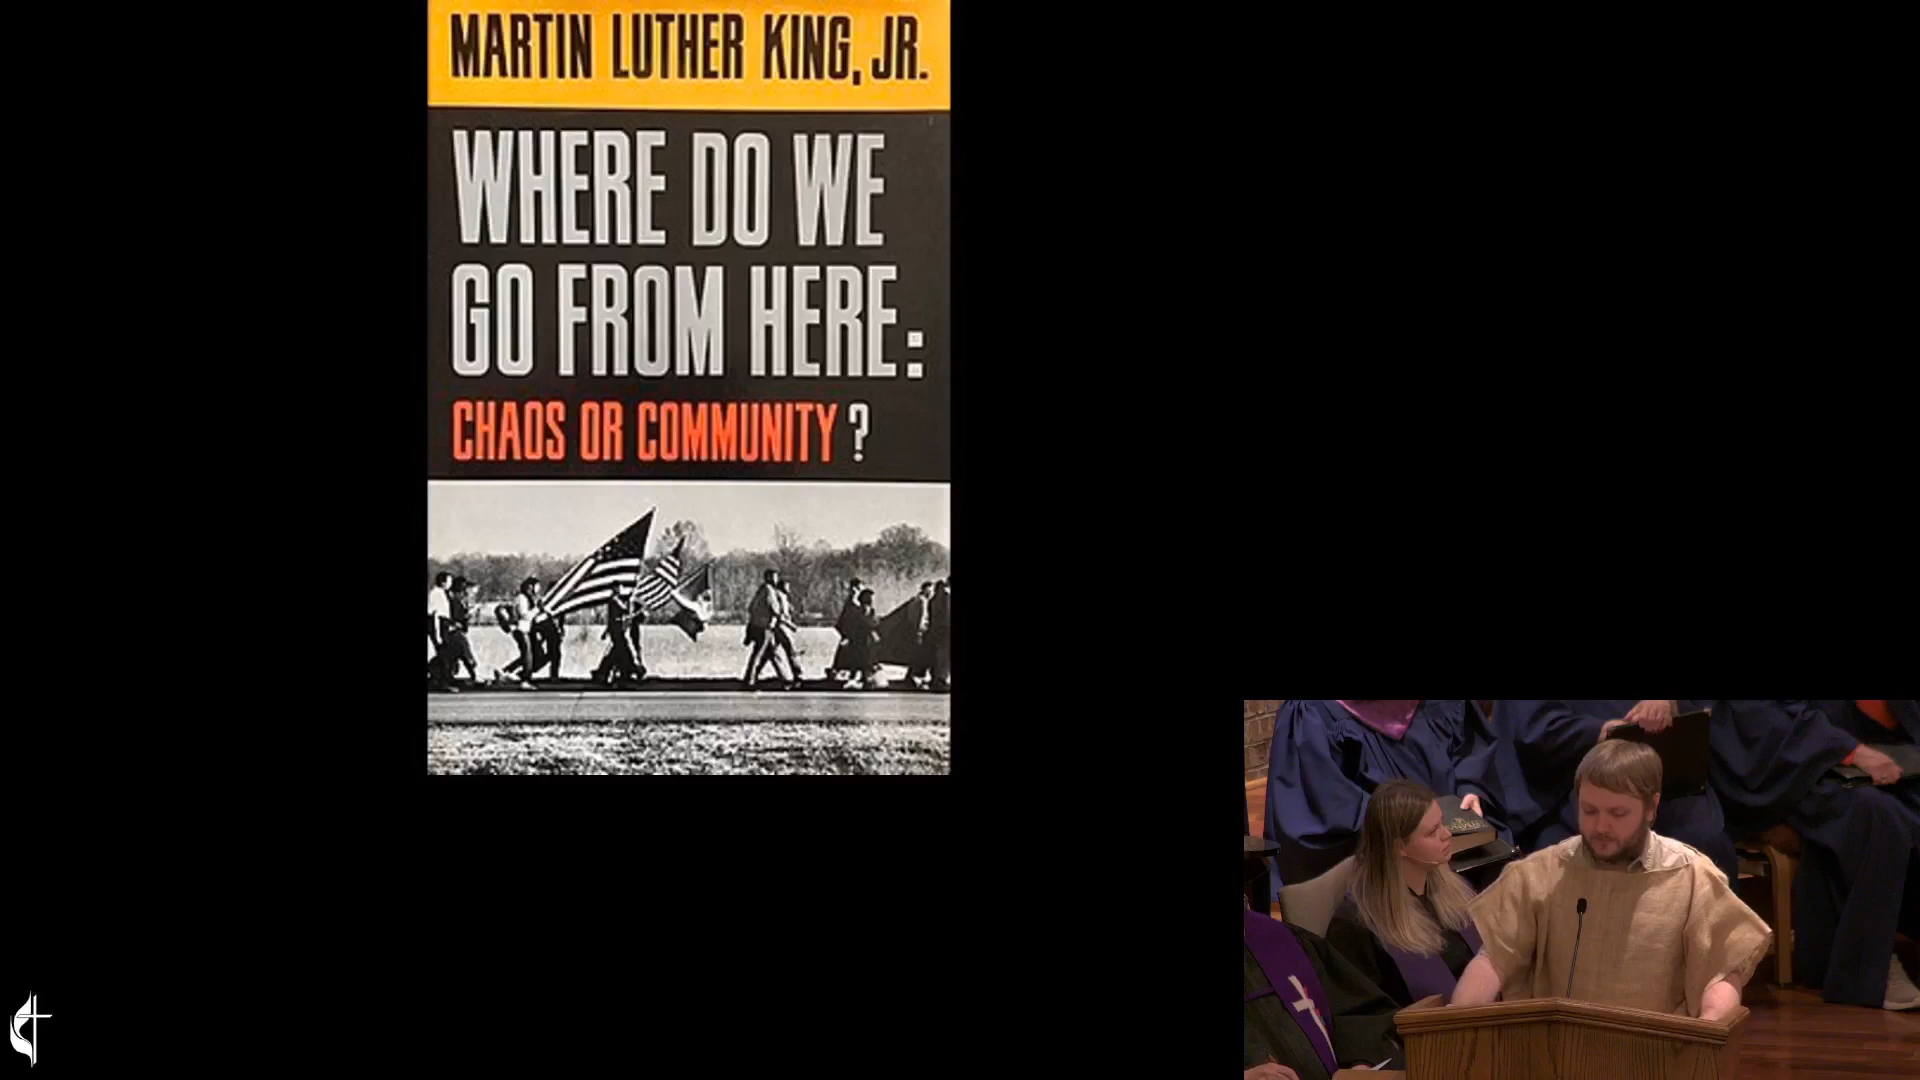 MARTIN LUTHER KING, JR.
WHERE DO WE
GO FROM HERE:
CHAOS OR COMMUNITY?